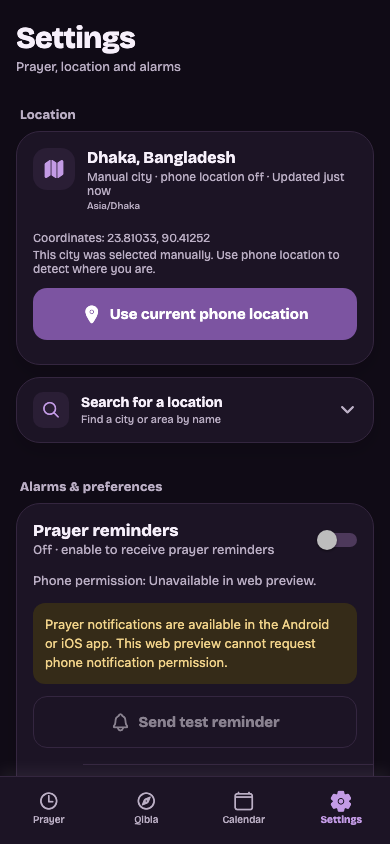 Settings
Prayer, location and alarms
Location
Dhaka, Bangladesh
Manual city · phone location off · Updated just
now
Asia/Dhaka
Coordinates: 23.81033, 90.41252
This city was selected manually. Use phone location to
detect where you are.
Use current phone location
Search for a location
Find a city or area by name
Alarms & preferences
Prayer reminders
Off · enable to receive prayer reminders
Phone permission: Unavailable in web preview.
Prayer notifications are available in the Android
or iOS app. This web preview cannot request
phone notification permission.
Send test reminder
Prayer
Qibla
Calendar
Settings